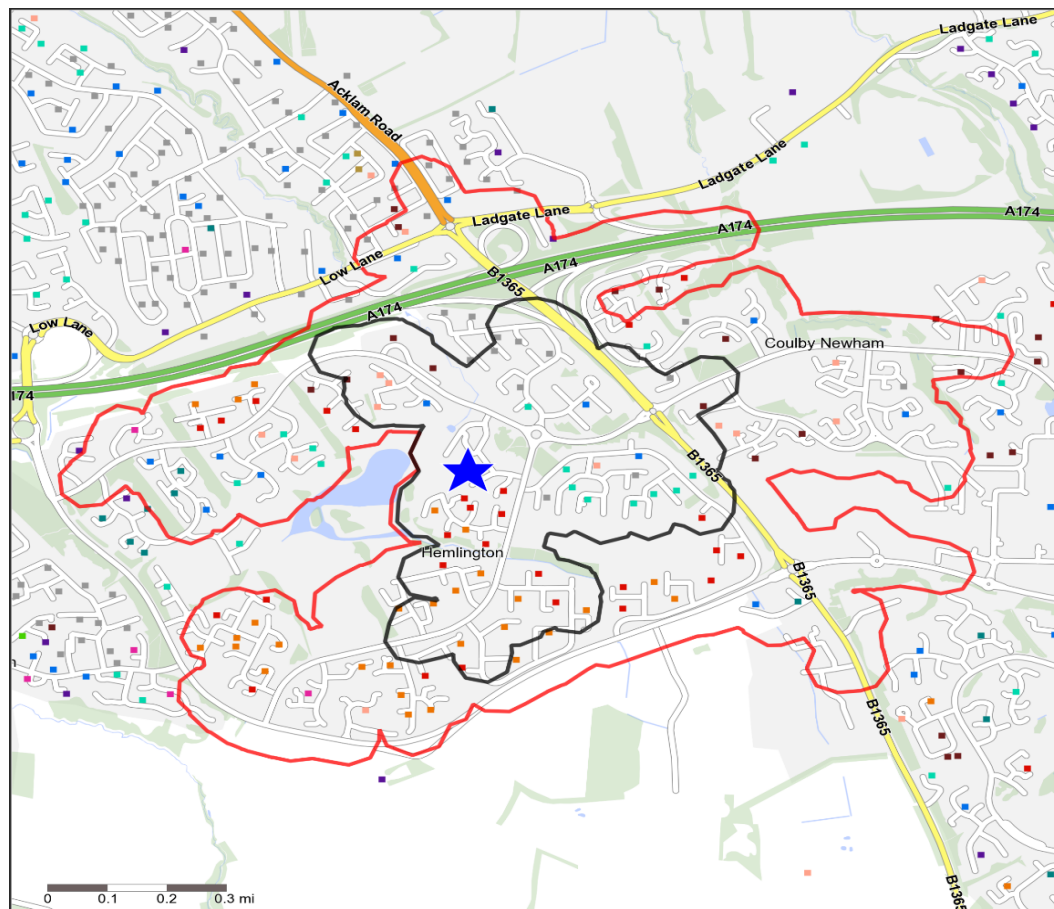 Ladgate Lane
Acklam Road
Ladgate Lane
Ladgate Lane
A174
A174
Low Lane
A174
B1365
A174
Low Lane
Coulby Newham
174
B1365
Hemlington
B1365
B1365
B1365
0 0.1 0.2 0.3 mi